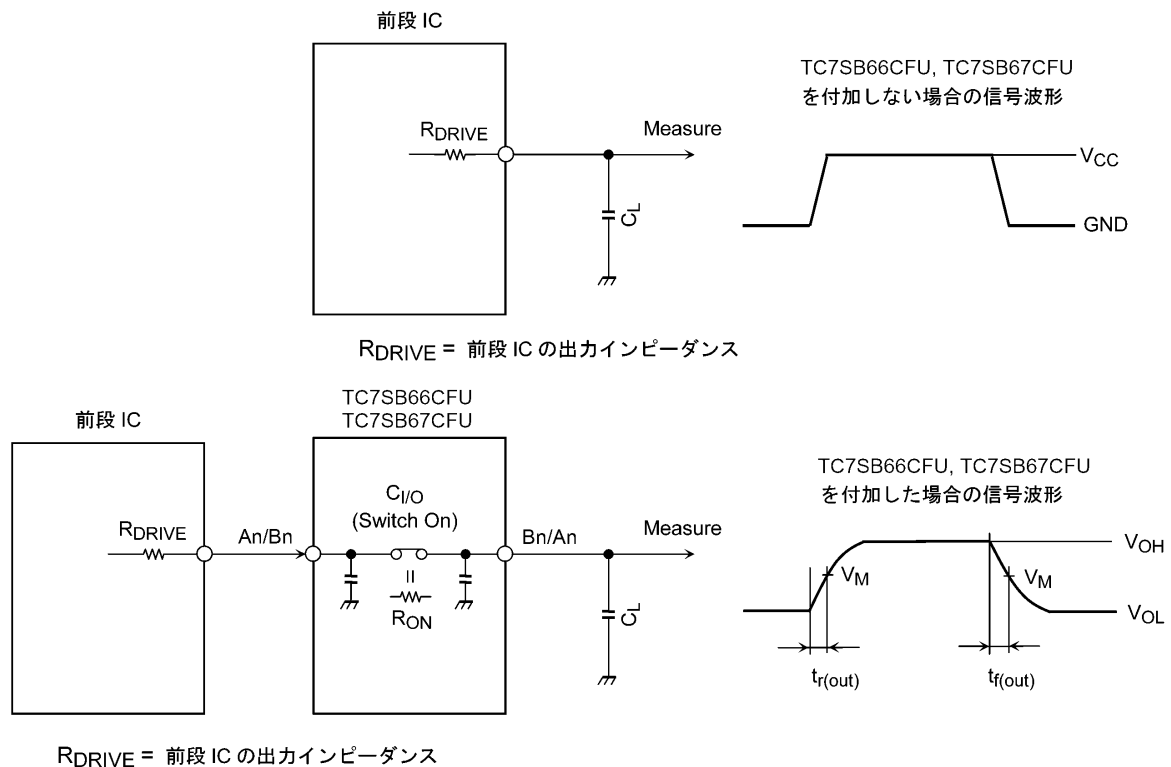 前段 IC
TC7SB66CFU, TC7SB67CFU
を付加しない場合の信号波形
RDRIVE
Measure
VCC
CL
GND
RDRIVE = 前段 IC の出力インピーダンス
TC7SB66CFU
TC7SB67CFU
前段 IC
TC7SB66CFU, TC7SB67CFU
を付加した場合の信号波形
CI/O
(Switch On)
RDRIVE
An/Bn
Bn/An
Measure
VOH
VM
VM
RON
CL
VOL
tr(out)
tf(out)
RDRIVE = 前段 IC の出力インピーダンス